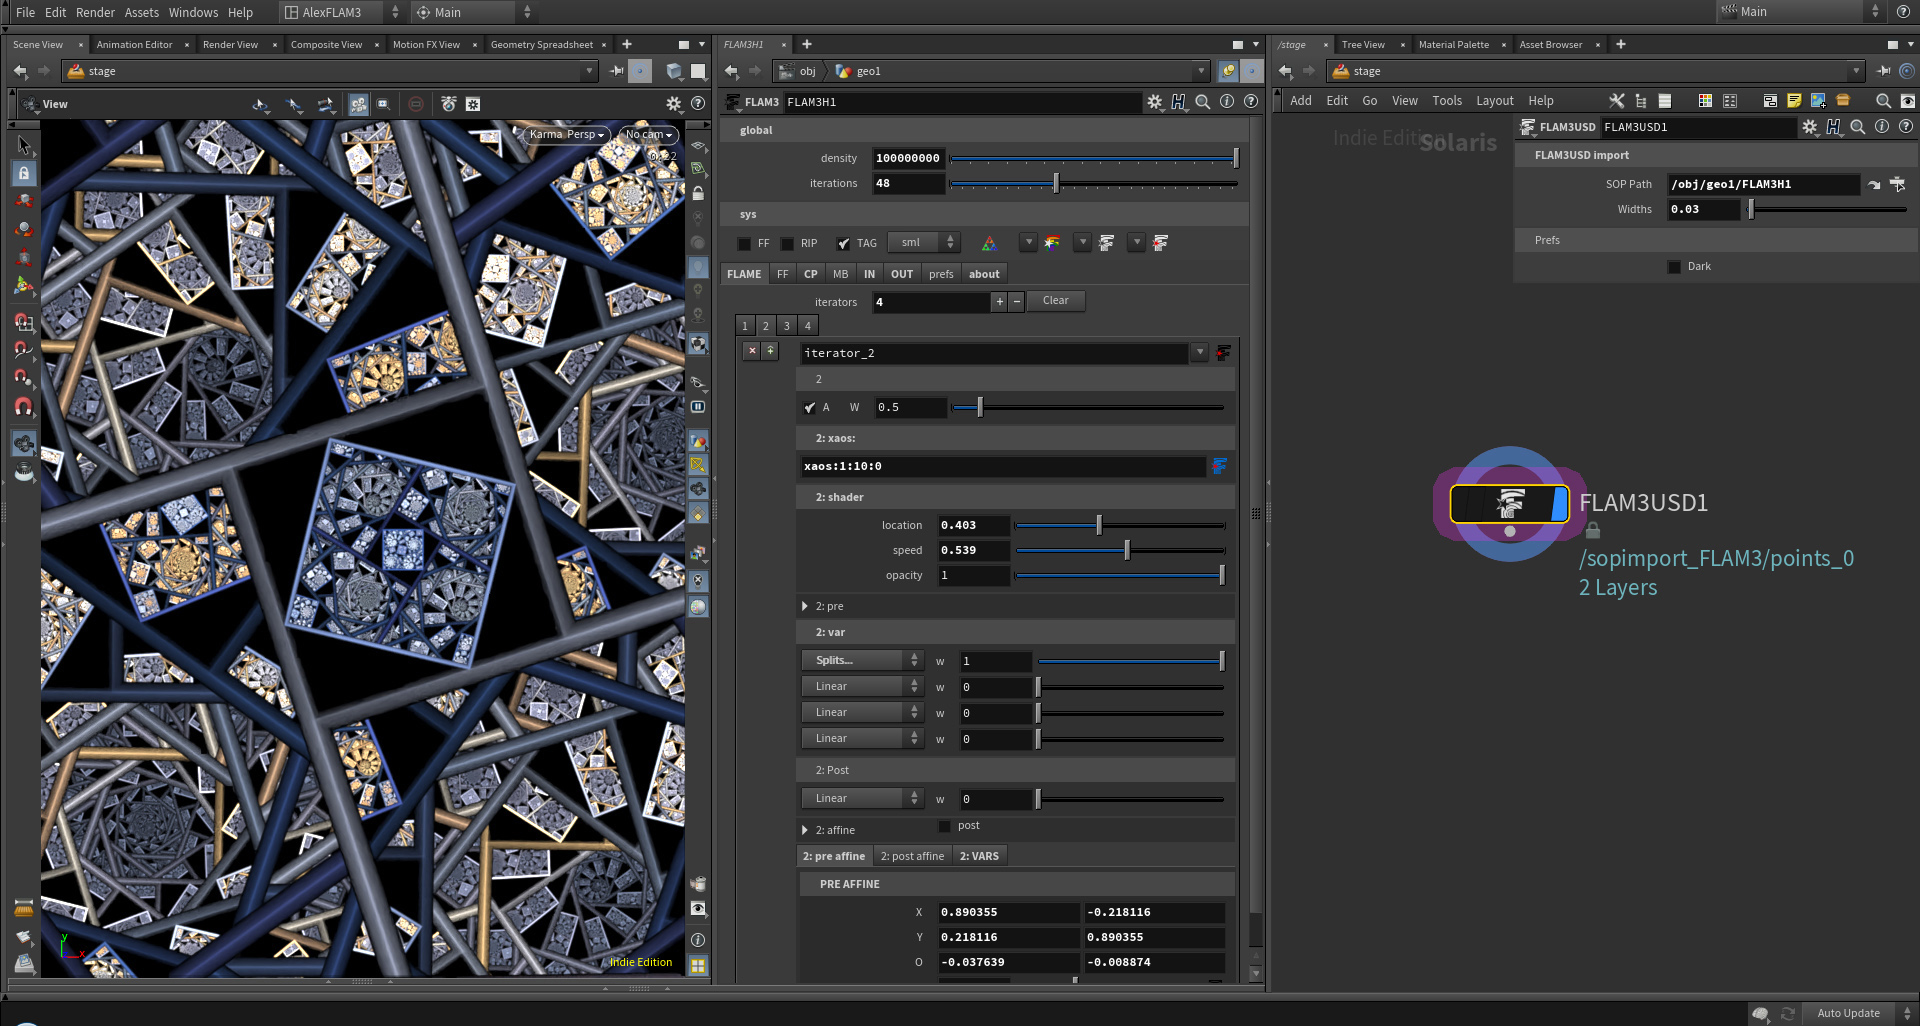 File Edit Render Assets Windows Help AlexFLAM3 Main Main
Scene View Animation Editor Render View Composite View Motion FX View Geometry Spreadsheet
stage
View
Karma Persp No cam
Indie Edition
y
x
FLAM3H1
obj geo1
FLAM3 FLAM3H1
global
density 100000000
iterations 48
sys
FF RIP TAG sml
FLAME FF CP MB IN OUT prefs about
iterators 4 + − Clear
1 2 3 4
iterator_2
2
A W 0.5
2: xaos:
xaos:1:10:0
2: shader
location 0.403
speed 0.539
opacity 1
2: pre
2: var
Splits... w 1
Linear w 0
Linear w 0
Linear w 0
2: Post
Linear w 0
2: affine post
2: pre affine 2: post affine 2: VARS
PRE AFFINE
X 0.890355 -0.218116
Y 0.218116 0.890355
O -0.037639 -0.008874
/stage Tree View Material Palette Asset Browser
stage
Add Edit Go View Tools Layout Help
Solaris
FLAM3USD FLAM3USD1
FLAM3USD import
SOP Path /obj/geo1/FLAM3H1
Widths 0.03
Prefs
Dark
FLAM3USD1
/sopimport_FLAM3/points_0
2 Layers
Auto Update